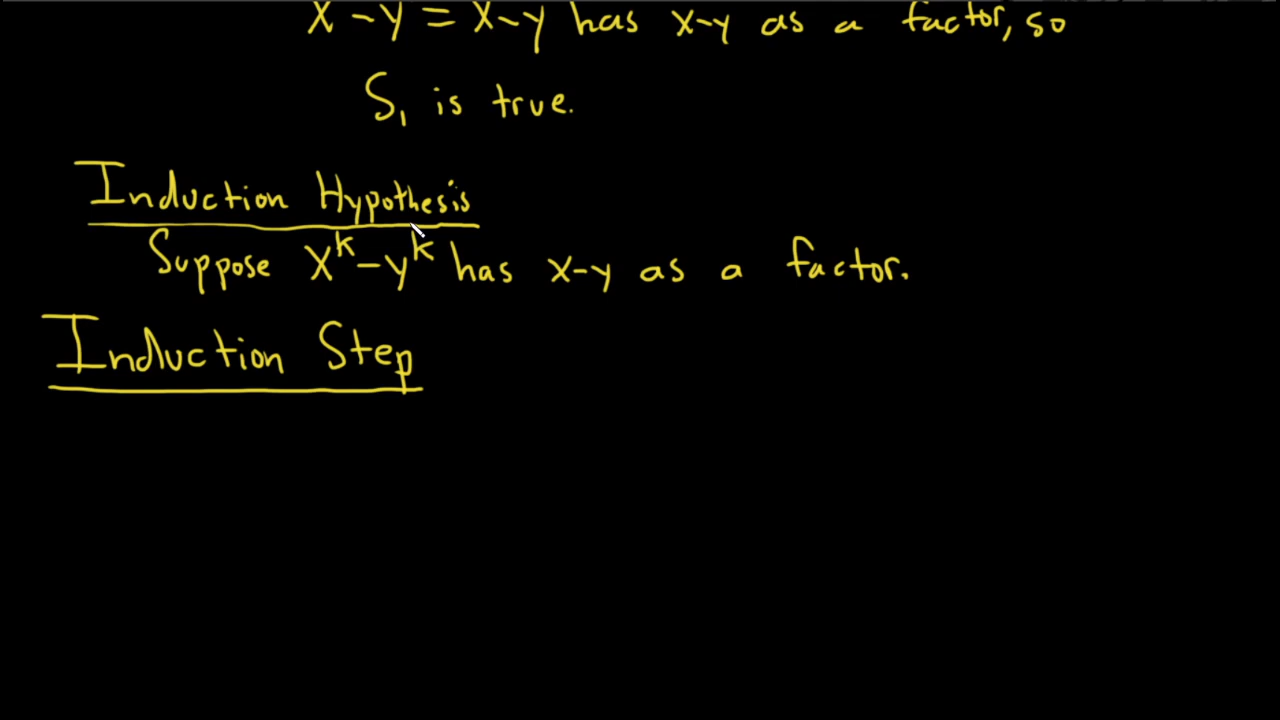 x - y = x-y has x-y as a factor, so
S₁ is true.
Induction Hypothesis
Suppose xᵏ - yᵏ has x-y as a factor.
Induction Step